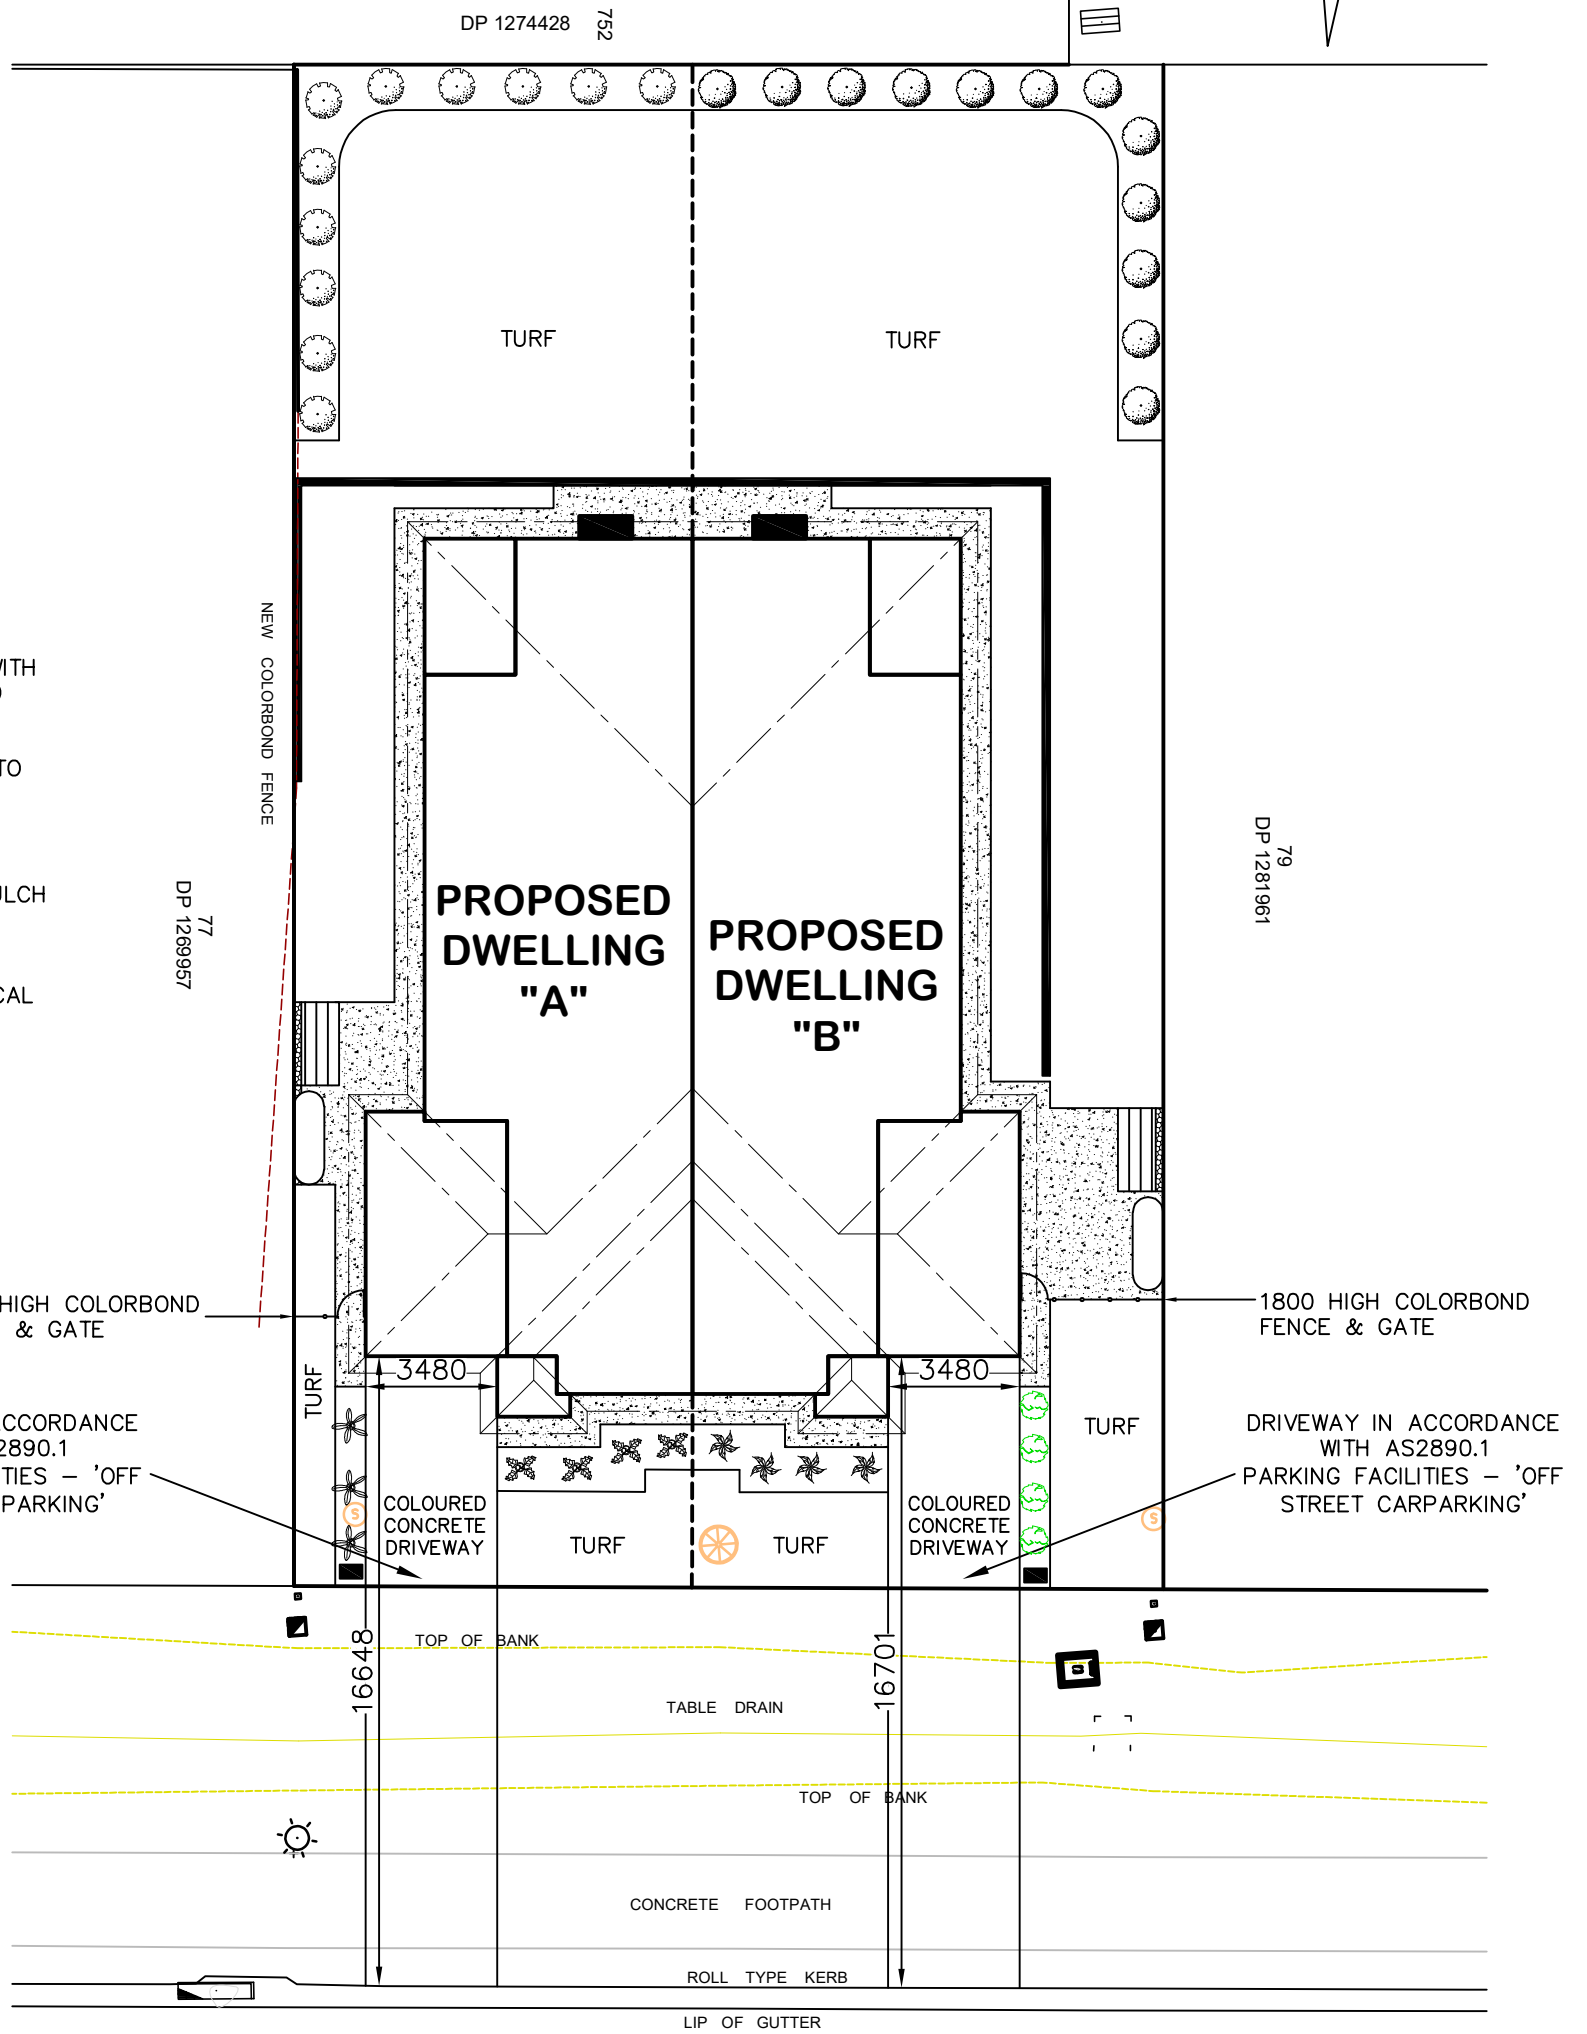 DP 1274428
752
TURF
TURF
NEW COLORBOND FENCE
TO
77
DP 1269957
79
DP 1281961
PROPOSED
DWELLING
"A"
PROPOSED
DWELLING
"B"
HIGH COLORBOND
& GATE
1800 HIGH COLORBOND
FENCE & GATE
3480
3480
TURF
TURF
2890.1
– 'OFF
PARKING'
DRIVEWAY IN ACCORDANCE
WITH AS2890.1
PARKING FACILITIES – 'OFF
STREET CARPARKING'
COLOURED
CONCRETE
DRIVEWAY
COLOURED
CONCRETE
DRIVEWAY
S
S
TURF
TURF
16648
16701
TOP OF BANK
TABLE DRAIN
TOP OF BANK
CONCRETE FOOTPATH
ROLL TYPE KERB
LIP OF GUTTER